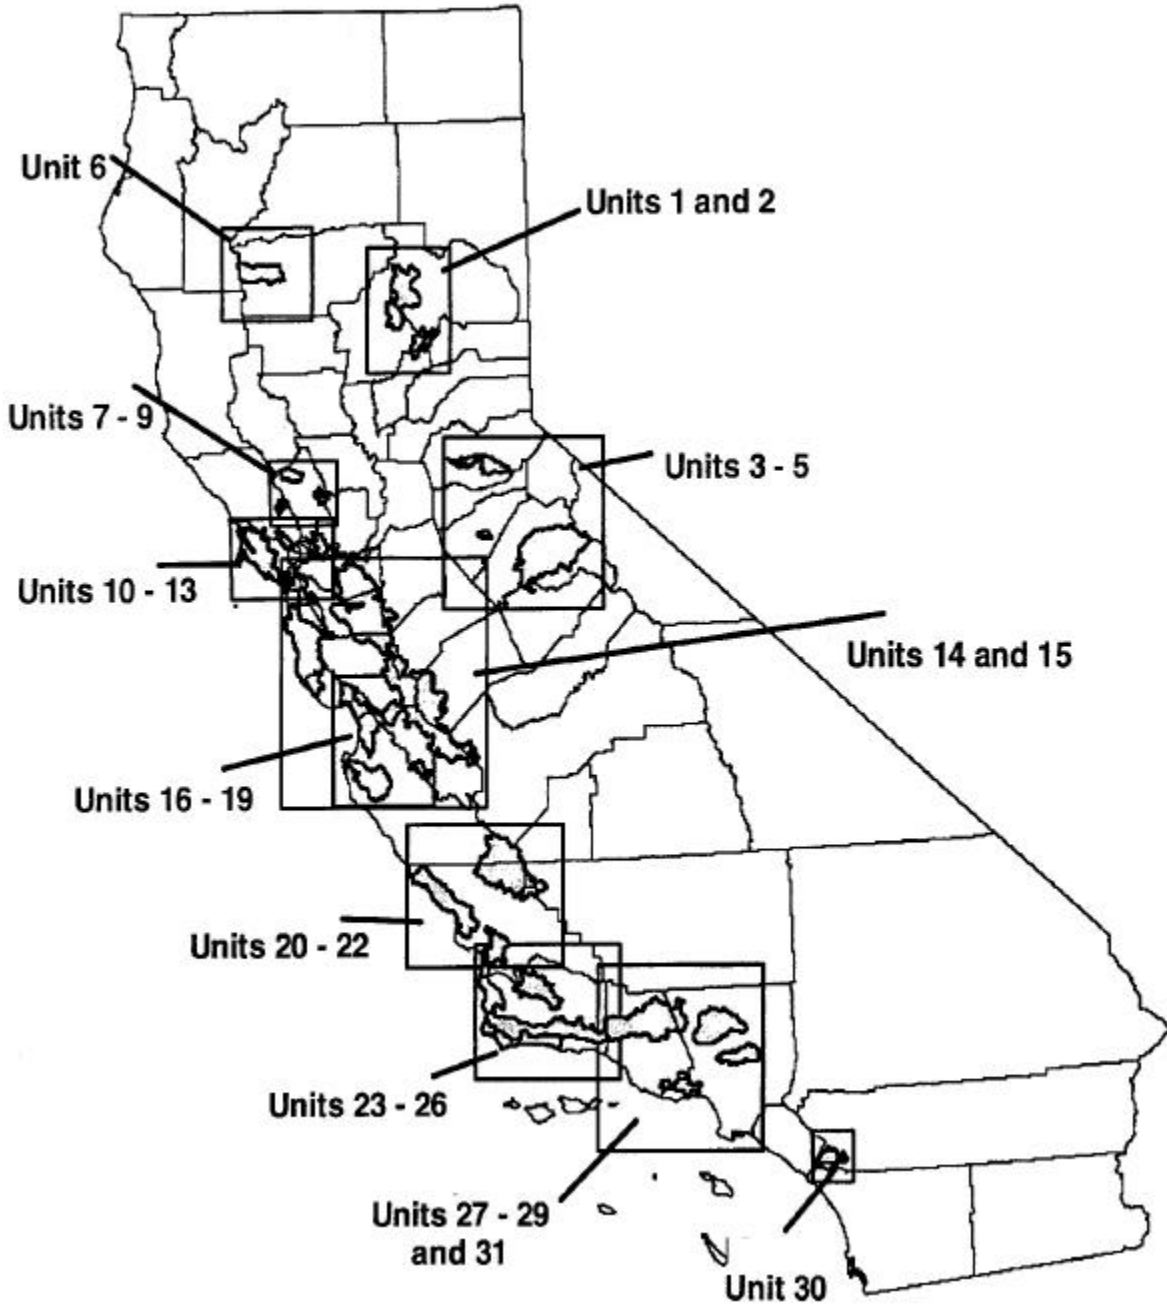 Unit 6
Units 1 and 2
Units 7 - 9
Units 3 - 5
Units 10 - 13
Units 14 and 15
Units 16 - 19
Units 20 - 22
Units 23 - 26
Units 27 - 29
and 31
Unit 30